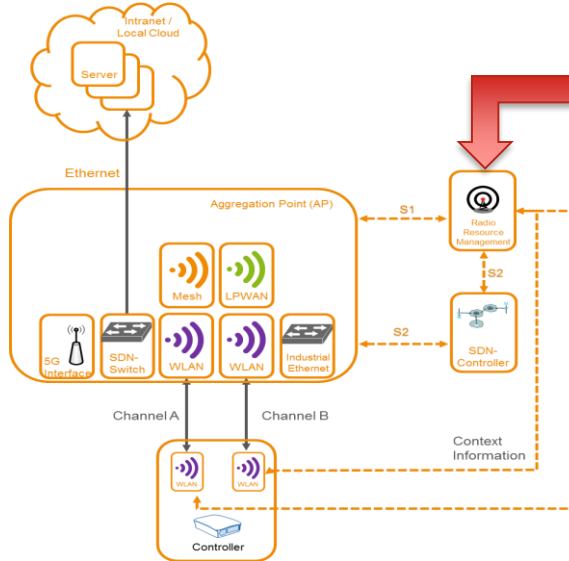 Intranet /
Local Cloud
Server
Ethernet
Aggregation Point (AP)
S1
Radio
Resource
Management
Mesh
LPWAN
S2
5G
Interface
SDN-
Switch
WLAN
WLAN
Industrial
Ethernet
S2
SDN-
Controller
Channel A
Channel B
Context
Information
WLAN
WLAN
Controller